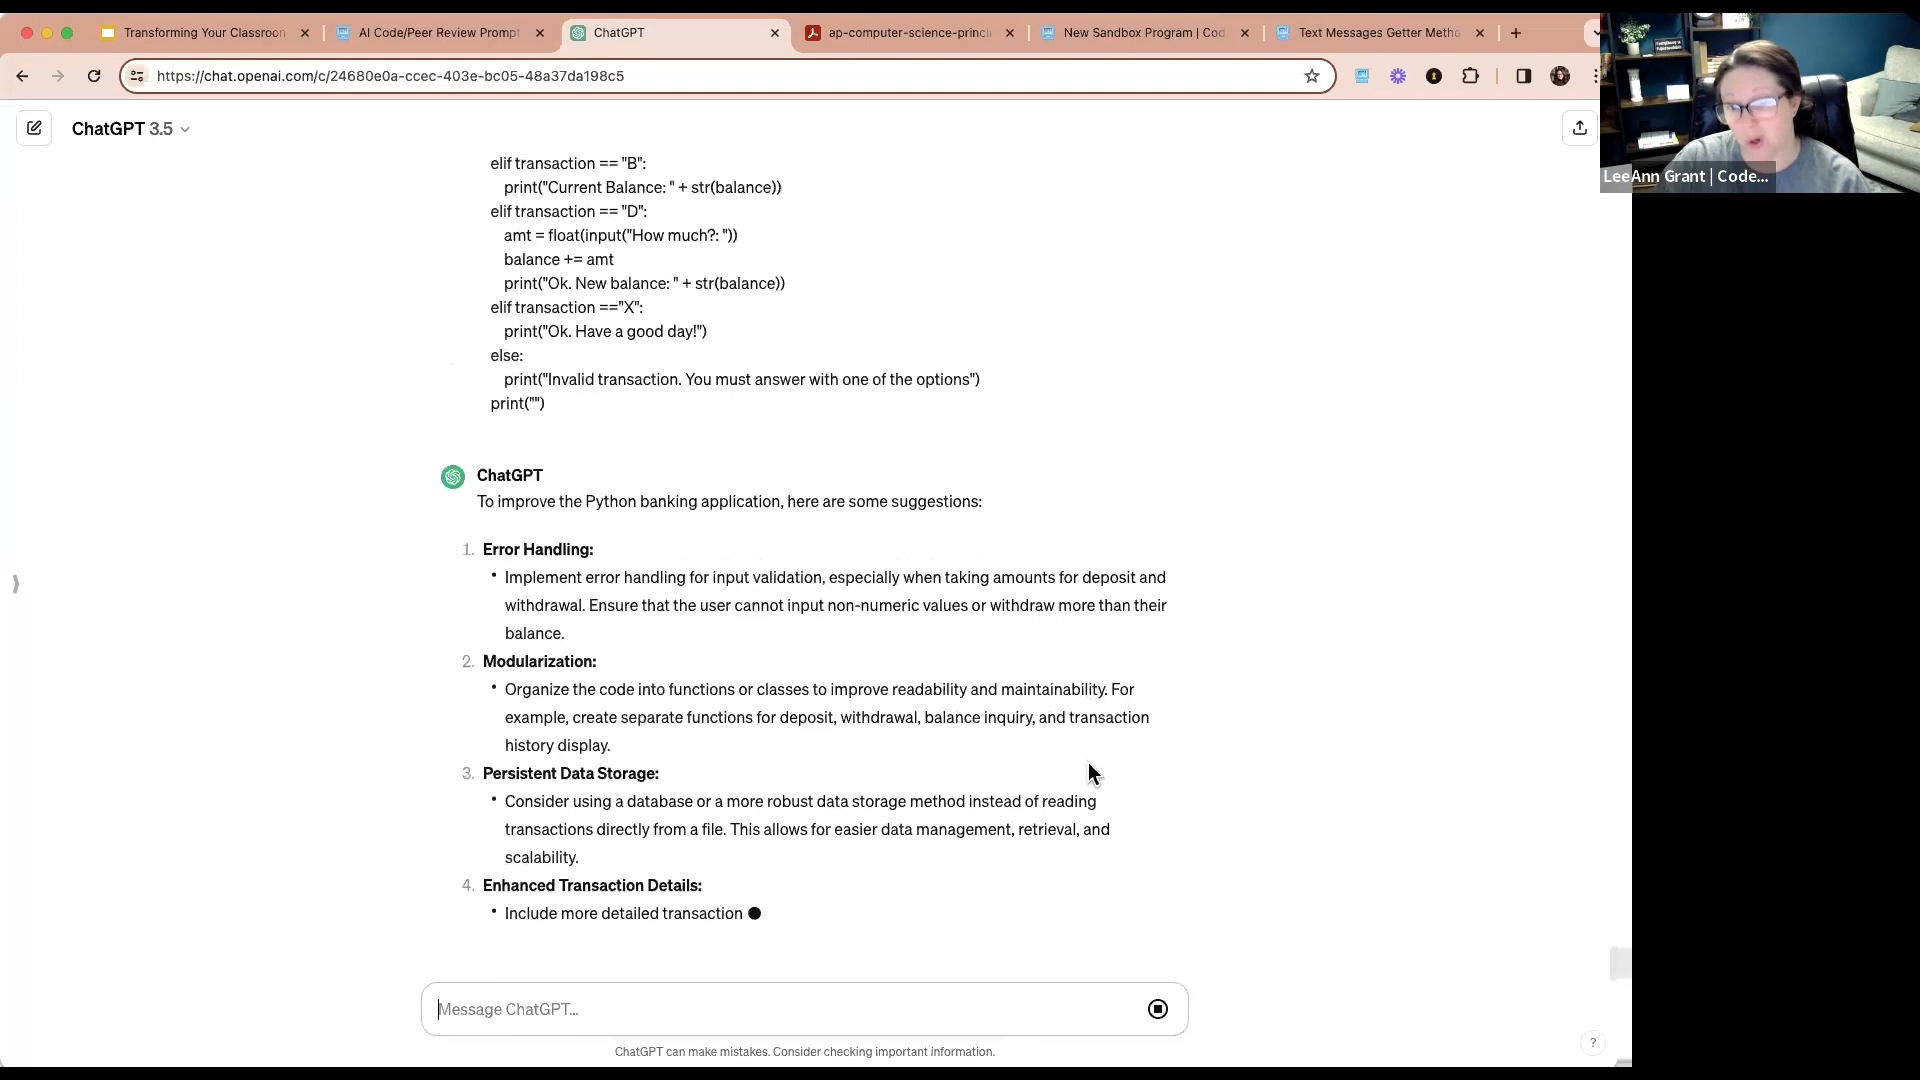 Transforming Your Classroon
AI Code/Peer Review Prompt
ChatGPT
ap-computer-science-princi
New Sandbox Program | Cod
Text Messages Getter Metho
https://chat.openai.com/c/24680e0a-ccec-403e-bc05-48a37da198c5
ChatGPT 3.5
LeeAnn Grant | Code...
elif transaction == "B":
print("Current Balance: " + str(balance))
elif transaction == "D":
amt = float(input("How much?: "))
balance += amt
print("Ok. New balance: " + str(balance))
elif transaction =="X":
print("Ok. Have a good day!")
else:
print("Invalid transaction. You must answer with one of the options")
print("")
ChatGPT
To improve the Python banking application, here are some suggestions:
1. Error Handling:
• Implement error handling for input validation, especially when taking amounts for deposit and
withdrawal. Ensure that the user cannot input non-numeric values or withdraw more than their
balance.
2. Modularization:
• Organize the code into functions or classes to improve readability and maintainability. For
example, create separate functions for deposit, withdrawal, balance inquiry, and transaction
history display.
3. Persistent Data Storage:
• Consider using a database or a more robust data storage method instead of reading
transactions directly from a file. This allows for easier data management, retrieval, and
scalability.
4. Enhanced Transaction Details:
• Include more detailed transaction
Message ChatGPT...
ChatGPT can make mistakes. Consider checking important information.
?